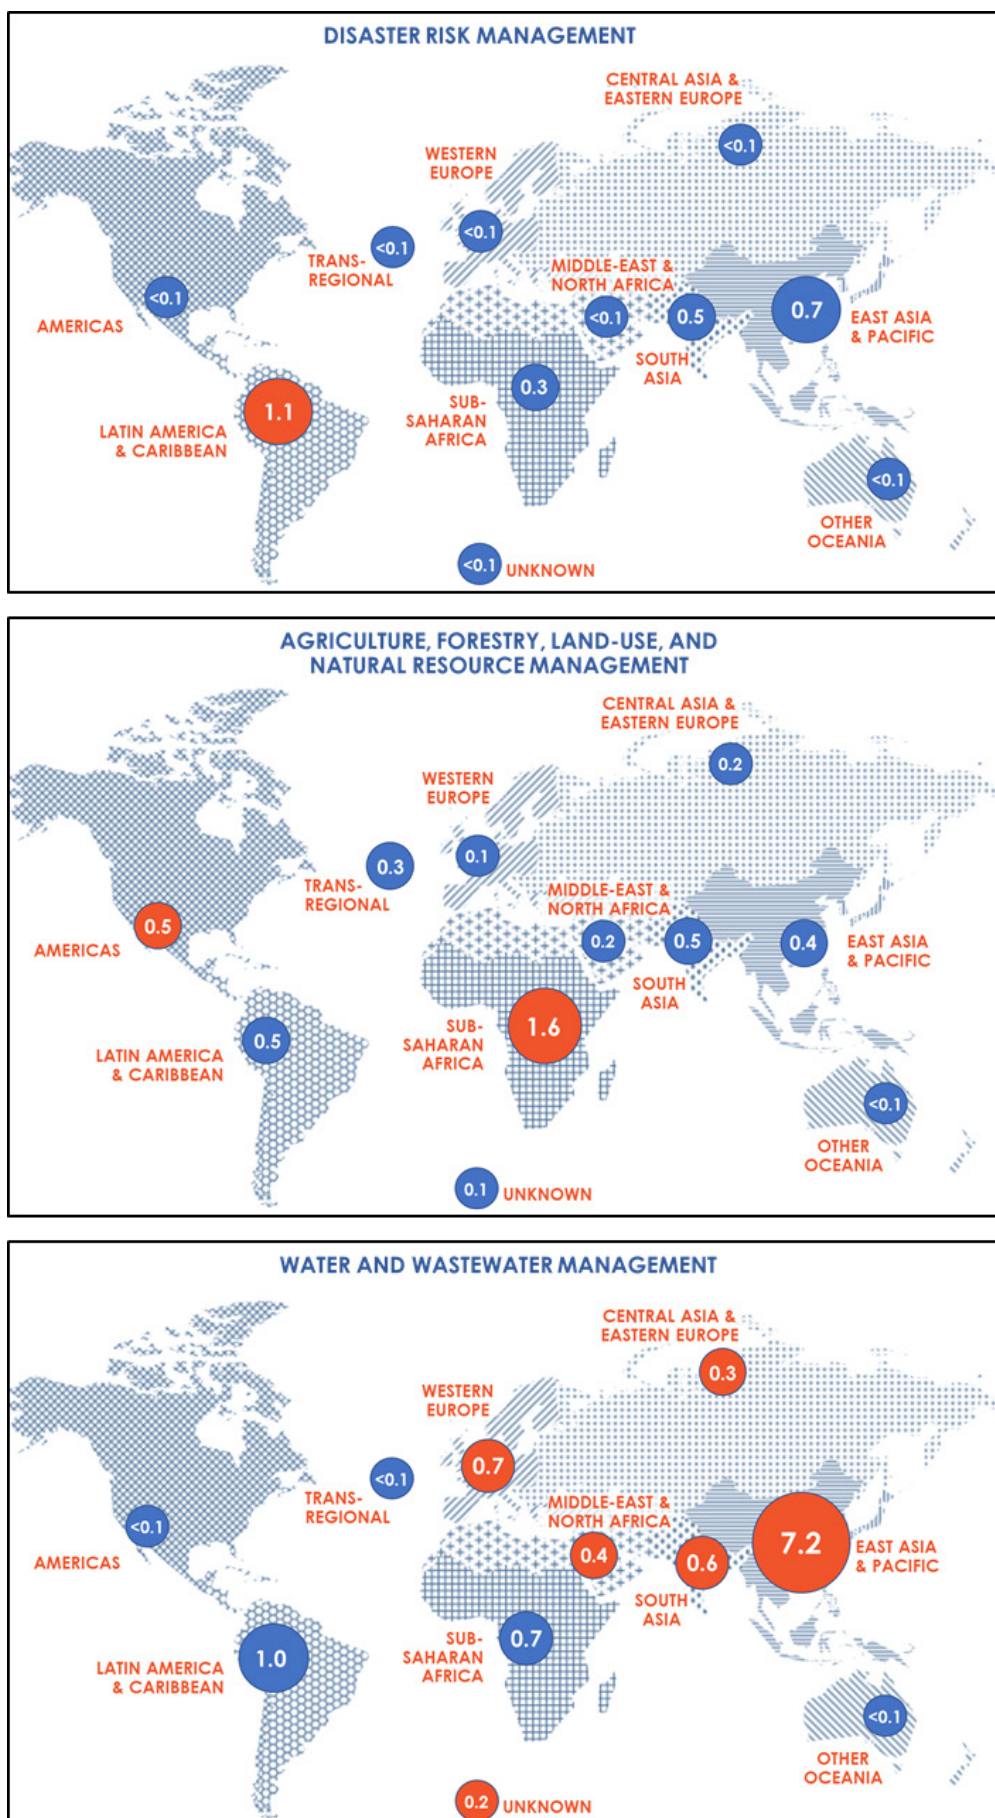 DISASTER RISK MANAGEMENT
CENTRAL ASIA &
EASTERN EUROPE
<0.1
WESTERN
EUROPE
<0.1
<0.1
TRANS-
REGIONAL
MIDDLE-EAST &
NORTH AFRICA
<0.1
AMERICAS
<0.1
0.5
0.7
EAST ASIA
& PACIFIC
SOUTH
ASIA
0.3
SUB-
SAHARAN
AFRICA
1.1
LATIN AMERICA
& CARIBBEAN
<0.1
OTHER
OCEANIA
<0.1
UNKNOWN
AGRICULTURE, FORESTRY, LAND-USE, AND
NATURAL RESOURCE MANAGEMENT
CENTRAL ASIA &
EASTERN EUROPE
0.2
WESTERN
EUROPE
0.1
0.3
TRANS-
REGIONAL
MIDDLE-EAST &
NORTH AFRICA
0.5
AMERICAS
0.2
0.5
0.4
EAST ASIA
& PACIFIC
SOUTH
ASIA
1.6
SUB-
SAHARAN
AFRICA
0.5
LATIN AMERICA
& CARIBBEAN
<0.1
OTHER
OCEANIA
0.1
UNKNOWN
WATER AND WASTEWATER MANAGEMENT
CENTRAL ASIA &
EASTERN EUROPE
0.3
WESTERN
EUROPE
0.7
<0.1
TRANS-
REGIONAL
MIDDLE-EAST &
NORTH AFRICA
<0.1
AMERICAS
0.4
0.6
7.2
EAST ASIA
& PACIFIC
SOUTH
ASIA
0.7
SUB-
SAHARAN
AFRICA
1.0
LATIN AMERICA
& CARIBBEAN
<0.1
OTHER
OCEANIA
0.2
UNKNOWN